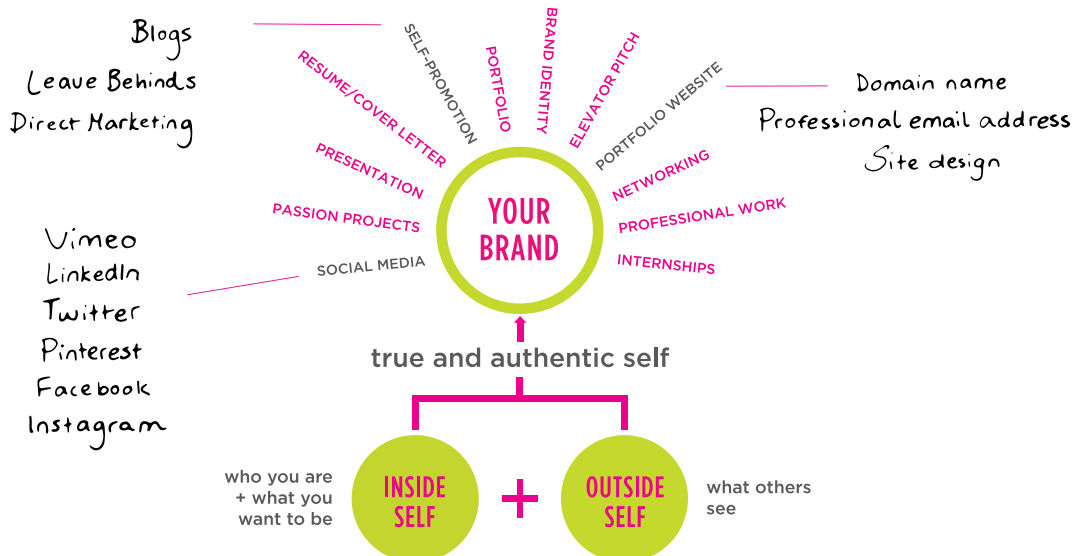 Blogs
Leave Behinds
Direct Marketing
SELF-PROMOTION
RESUME/COVER LETTER
PRESENTATION
PASSION PROJECTS
SOCIAL MEDIA
Vimeo
LinkedIn
Twitter
Pinterest
Facebook
Instagram
PORTFOLIO
BRAND IDENTITY
ELEVATOR PITCH
PORTFOLIO WEBSITE
Domain name
Professional email address
Site design
NETWORKING
PROFESSIONAL WORK
INTERNSHIPS
YOUR
BRAND
true and authentic self
who you are
+ what you
want to be
INSIDE
SELF
+
OUTSIDE
SELF
what others
see